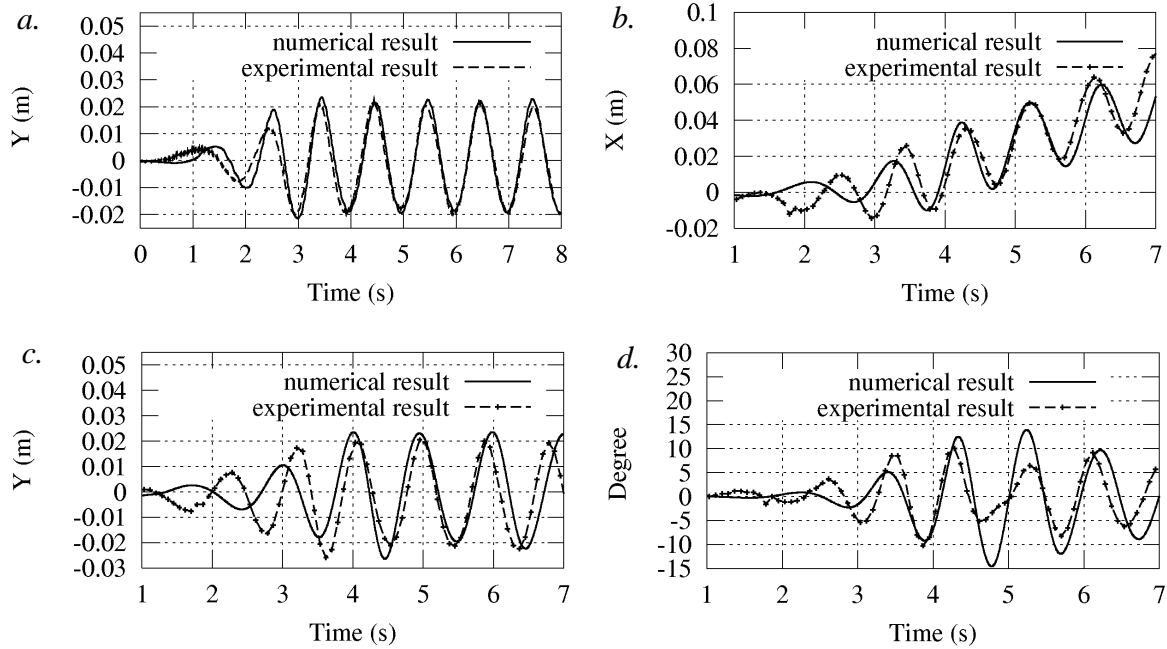 a.
0.05
0.04
0.03
0.02
0.01
0
-0.01
-0.02
Y (m)
numerical result
experimental result
0 1 2 3 4 5 6 7 8
Time (s)
b.
0.1
0.08
0.06
0.04
0.02
0
-0.02
X (m)
numerical result
experimental result
1 2 3 4 5 6 7
Time (s)
c.
0.05
0.04
0.03
0.02
0.01
0
-0.01
-0.02
-0.03
Y (m)
numerical result
experimental result
1 2 3 4 5 6 7
Time (s)
d.
30
25
20
15
10
5
0
-5
-10
-15
Degree
numerical result
experimental result
1 2 3 4 5 6 7
Time (s)